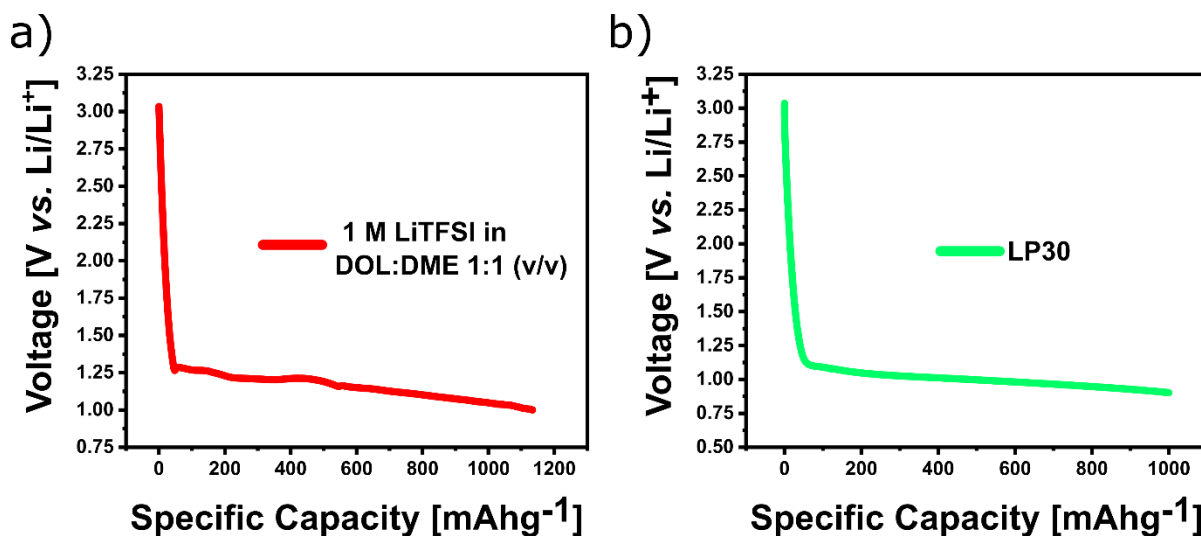 a)
Voltage [V vs. Li/Li⁺]
3.25
3.00
2.75
2.50
2.25
2.00
1.75
1.50
1.25
1.00
0.75
1 M LiTFSI in
DOL:DME 1:1 (v/v)
0 200 400 600 800 1000 1200
Specific Capacity [mAhg⁻¹]
b)
Voltage [V vs. Li/Li⁺]
3.25
3.00
2.75
2.50
2.25
2.00
1.75
1.50
1.25
1.00
0.75
0.50
LP30
0 200 400 600 800 1000
Specific Capacity [mAhg⁻¹]